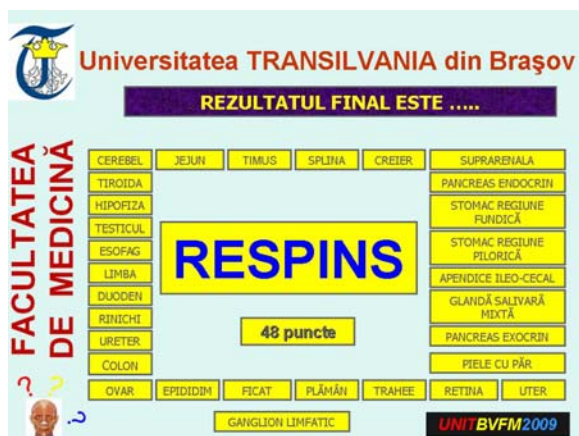 Universitatea TRANSILVANIA din Braşov
REZULTATUL FINAL ESTE .....
FACULTATEA
DE MEDICINĂ
CEREBEL
JEJUN
TIMUS
SPLINA
CREIER
SUPRARENALA
TIROIDA
PANCREAS ENDOCRIN
HIPOFIZA
STOMAC REGIUNE
FUNDICĂ
TESTICUL
ESOFAG
STOMAC REGIUNE
PILORICĂ
LIMBA
APENDICE ILEO-CECAL
DUODEN
GLANDĂ SALIVARĂ
MIXTĂ
RINICHI
URETER
PANCREAS EXOCRIN
COLON
PIELE CU PĂR
RESPINS
48 puncte
OVAR
EPIDIDIM
FICAT
PLĂMÂN
TRAHEE
RETINA
UTER
GANGLION LIMFATIC
UNITBVFM2009
? ? ?